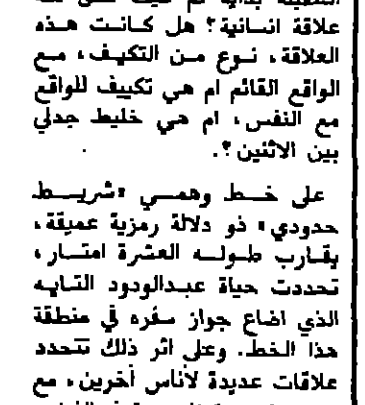 علاقة انسانية؟ هل كانت هذه
العلاقة، نوع من التكيف، مع
الواقع القائم ام هي تكييف للواقع
مع النفس، ام هي خليط جدلي
بين الاثنين؟.
على خط وهمي «شريط
حدودي» ذو دلالة رمزية عميقة،
يقارب طوله العشرة امتار،
تحددت حياة عبدالودود التايه
الذي اضاع جواز سفره في منطقة
هذا الخط. وعلى اثر ذلك تتحدد
علاقات عديدة لأناس أخرين، مع